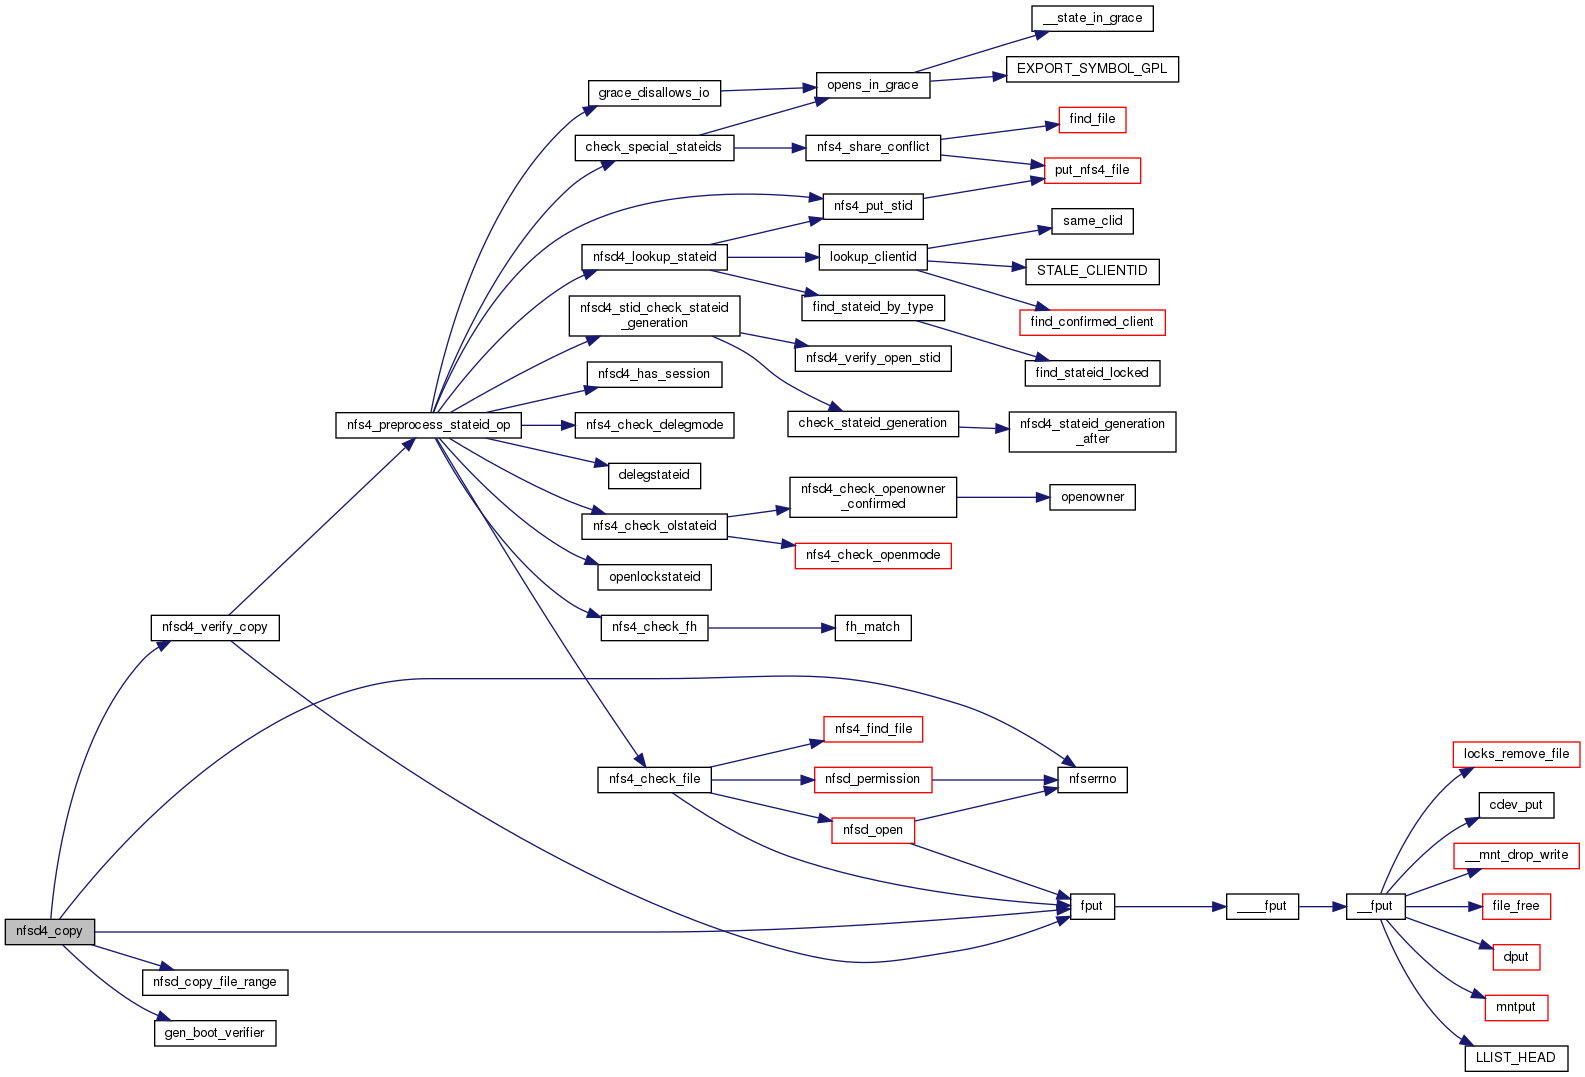 __state_in_grace
EXPORT_SYMBOL_GPL
grace_disallows_io
opens_in_grace
find_file
check_special_stateids
nfs4_share_conflict
put_nfs4_file
nfs4_put_stid
same_clid
nfsd4_lookup_stateid
lookup_clientid
STALE_CLIENTID
find_stateid_by_type
find_confirmed_client
nfsd4_stid_check_stateid
_generation
nfsd4_verify_open_stid
find_stateid_locked
nfsd4_has_session
nfs4_preprocess_stateid_op
nfs4_check_delegmode
check_stateid_generation
nfsd4_stateid_generation
_after
delegstateid
nfsd4_check_openowner
_confirmed
openowner
nfs4_check_olstateid
nfs4_check_openmode
openlockstateid
nfsd4_verify_copy
nfs4_check_fh
fh_match
nfs4_find_file
nfs4_check_file
nfsd_permission
nfserrno
nfsd_open
locks_remove_file
cdev_put
__mnt_drop_write
fput
____fput
__fput
file_free
nfsd4_copy
dput
nfsd_copy_file_range
mntput
gen_boot_verifier
LLIST_HEAD